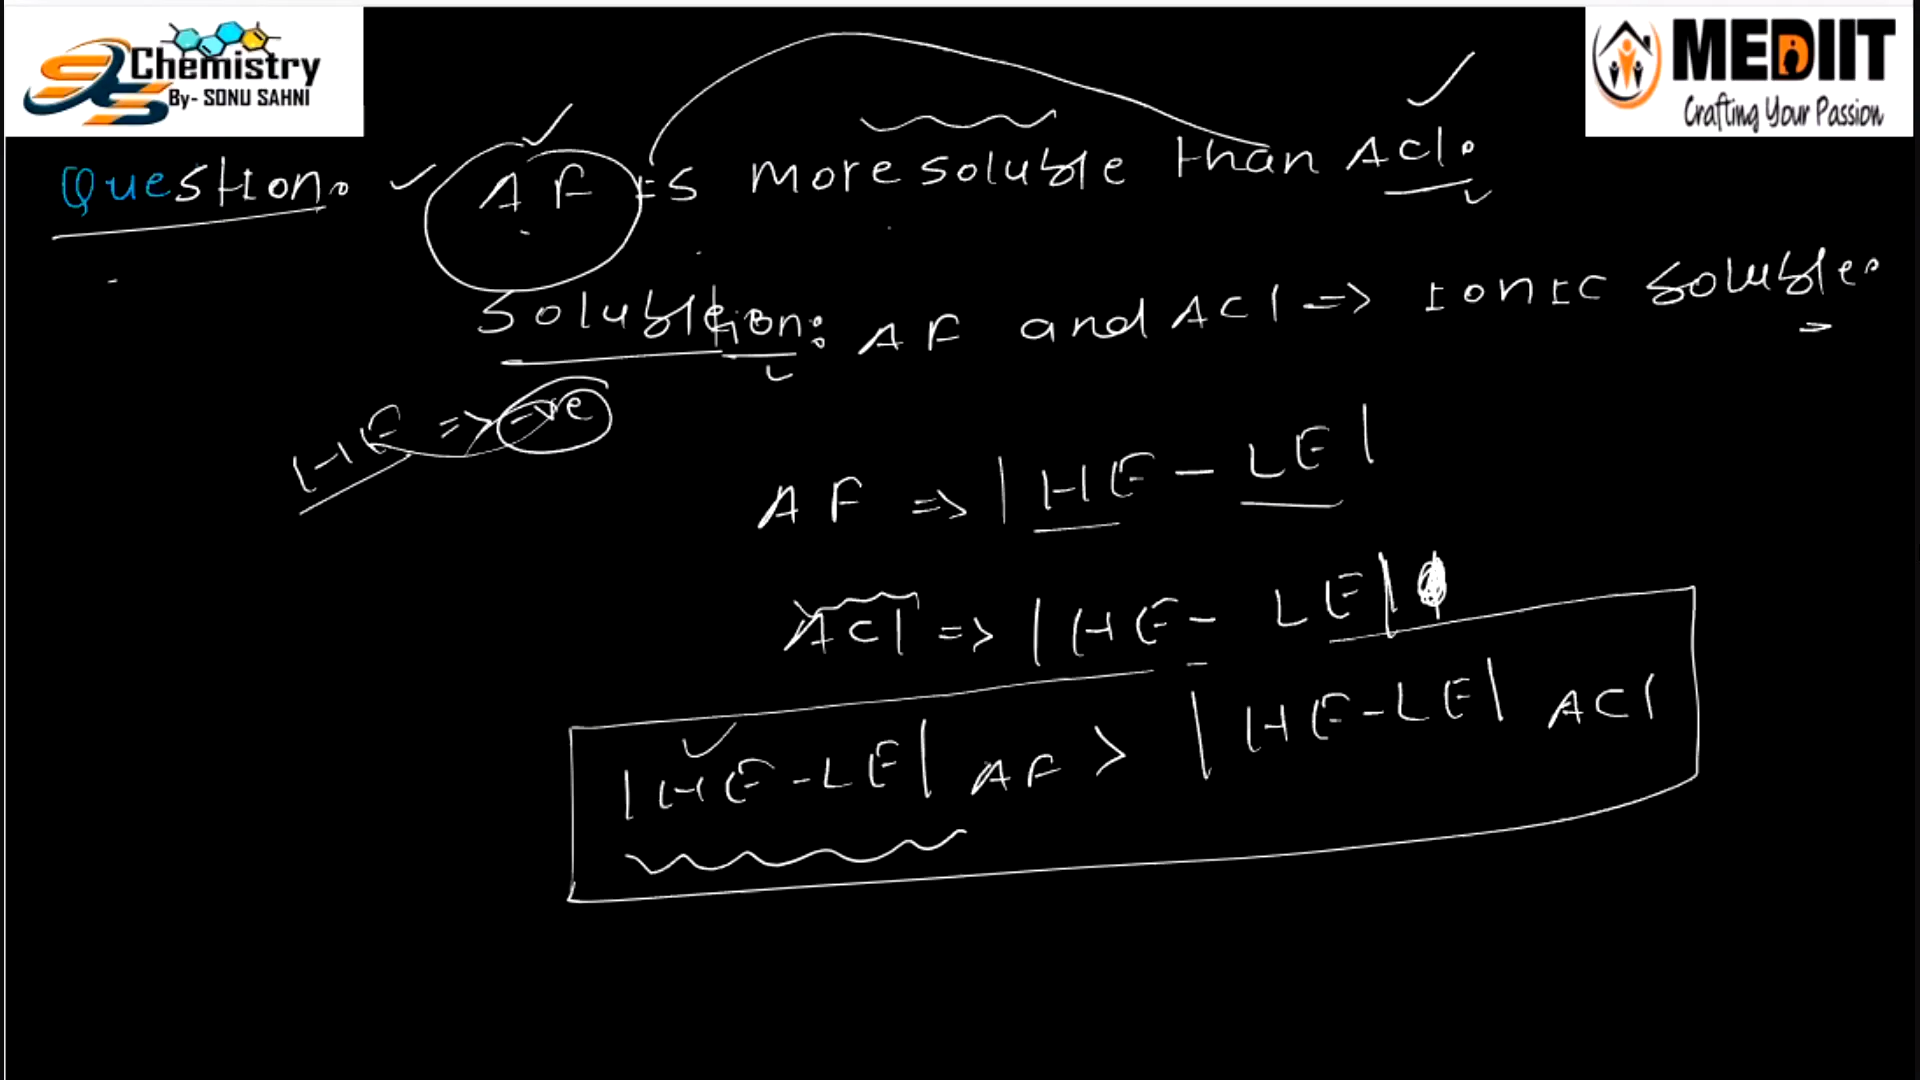 Chemistry
By- SONU SAHNI
MEDIIT
Crafting Your Passion
Question. AF is more soluble than ACl.
Solubletion: AF and ACl => Ionic soluble.
HE => -ve
AF => |HE - LE|
ACl => |HE - LE|
|HE-LE| AF > |HE-LE| ACl